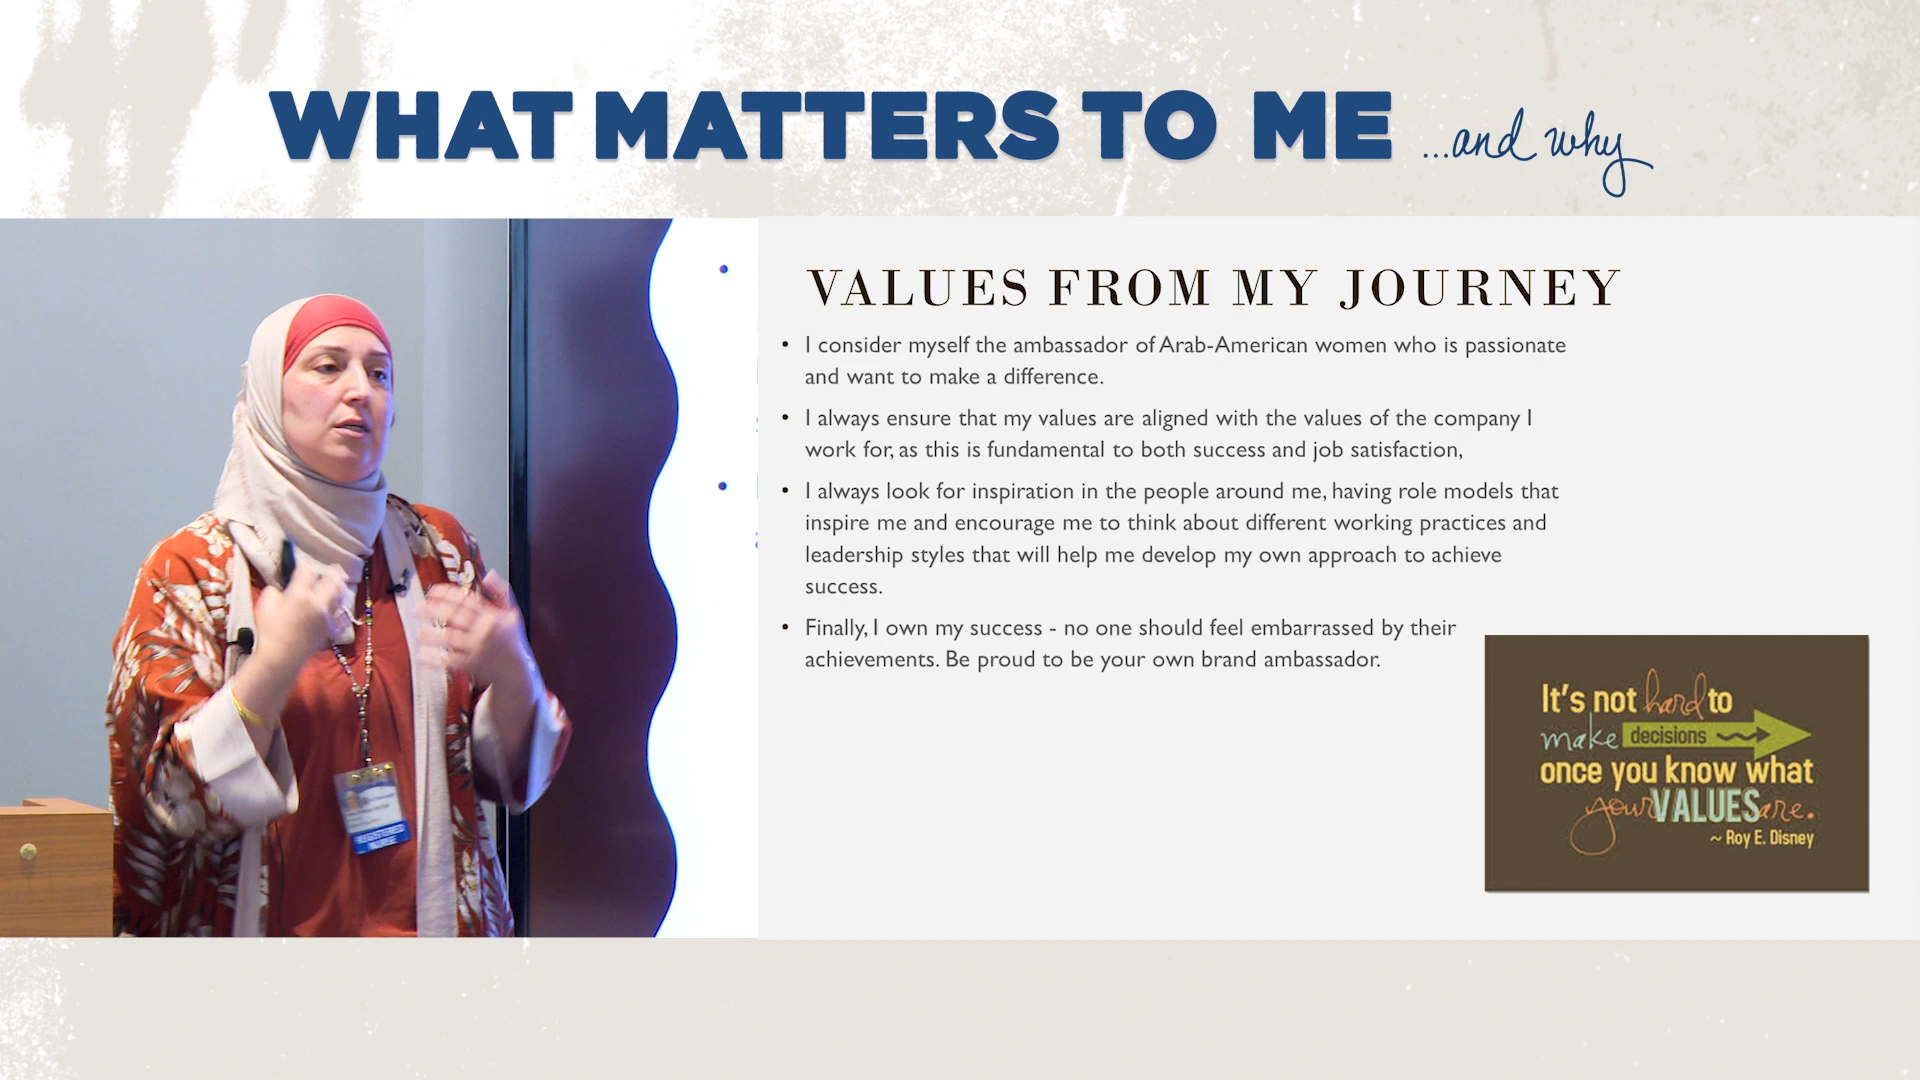 WHAT MATTERS TO ME ...and why
VALUES FROM MY JOURNEY
• I consider myself the ambassador of Arab-American women who is passionate
and want to make a difference.
• I always ensure that my values are aligned with the values of the company I
work for, as this is fundamental to both success and job satisfaction,
• I always look for inspiration in the people around me, having role models that
inspire me and encourage me to think about different working practices and
leadership styles that will help me develop my own approach to achieve
success.
• Finally, I own my success - no one should feel embarrassed by their
achievements. Be proud to be your own brand ambassador.
It's not hard to
make decisions
once you know what
your VALUES are.
~ Roy E. Disney
REGISTERED
NURSE